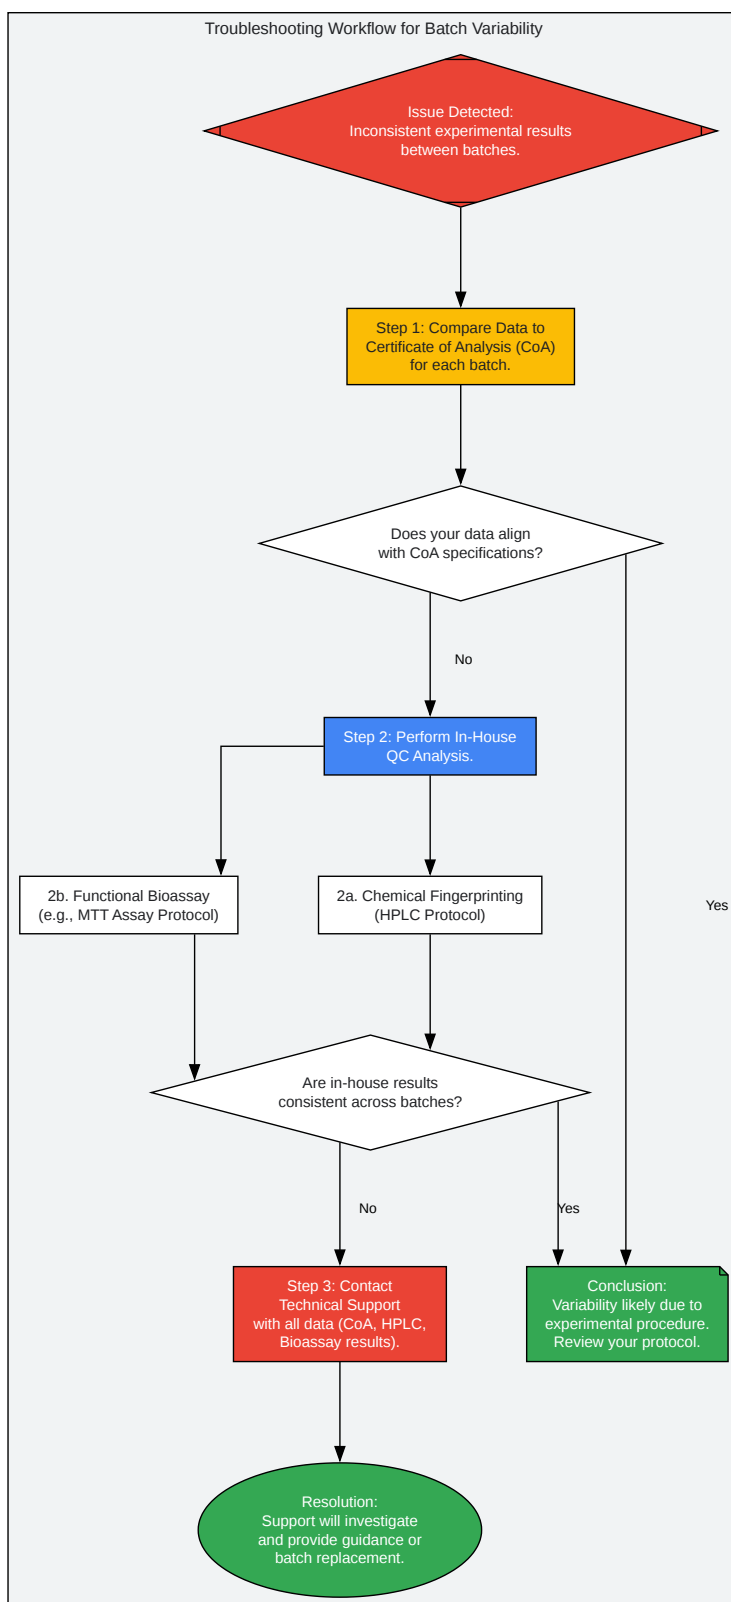 Troubleshooting Workflow for Batch Variability
Issue Detected:
Inconsistent experimental results
between batches.
Step 1: Compare Data to
Certificate of Analysis (CoA)
for each batch.
Does your data align
with CoA specifications?
No
Step 2: Perform In-House
QC Analysis.
2b. Functional Bioassay
(e.g., MTT Assay Protocol)
2a. Chemical Fingerprinting
(HPLC Protocol)
Yes
Are in-house results
consistent across batches?
No
Yes
Step 3: Contact
Technical Support
with all data (CoA, HPLC,
Bioassay results).
Conclusion:
Variability likely due to
experimental procedure.
Review your protocol.
Resolution:
Support will investigate
and provide guidance or
batch replacement.